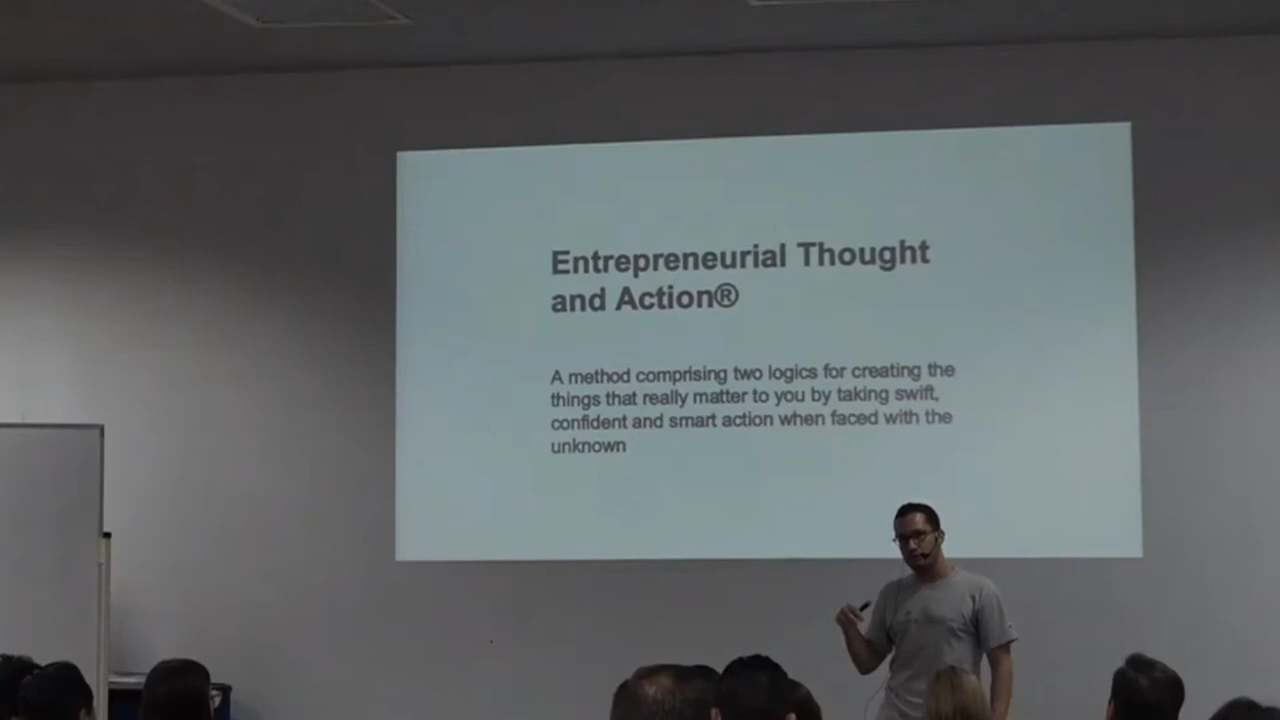 Entrepreneurial Thought
and Action®
A method comprising two logics for creating the
things that really matter to you by taking swift,
confident and smart action when faced with the
unknown